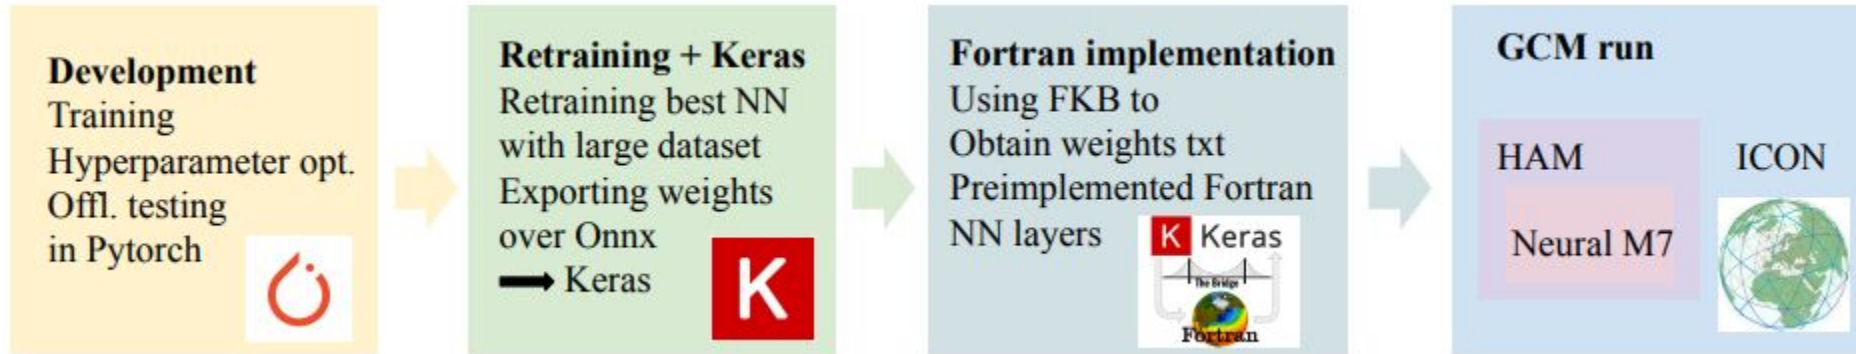 Development
Training
Hyperparameter opt.
Offl. testing
in Pytorch
Retraining + Keras
Retraining best NN
with large dataset
Exporting weights
over Onnx
➡ Keras
K
Fortran implementation
Using FKB to
Obtain weights txt
Preimplemented Fortran
NN layers
K Keras
The Bridge
Fortran
GCM run
HAM
ICON
Neural M7